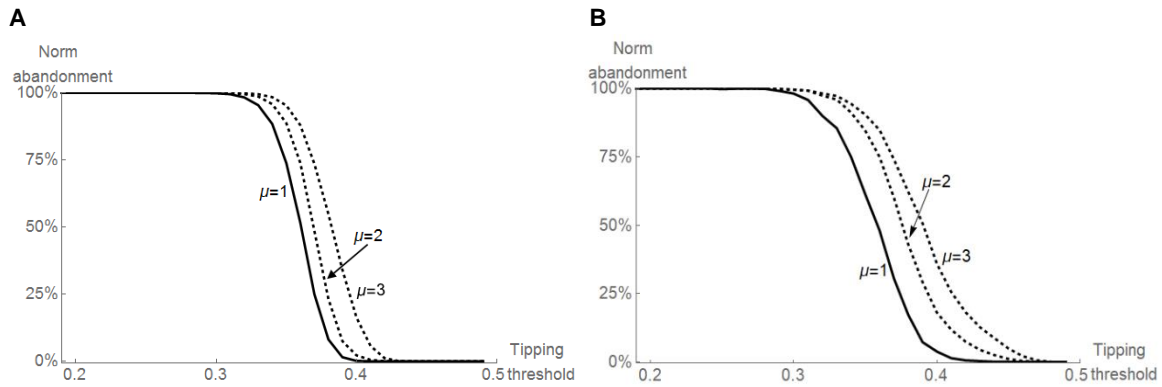 A
Norm
abandonment
100%
75%
50%
25%
0%
μ=1
μ=2
μ=3
Tipping
threshold
0.2
0.3
0.4
0.5
B
Norm
abandonment
100%
75%
50%
25%
0%
μ=2
μ=3
μ=1
Tipping
threshold
0.2
0.3
0.4
0.5